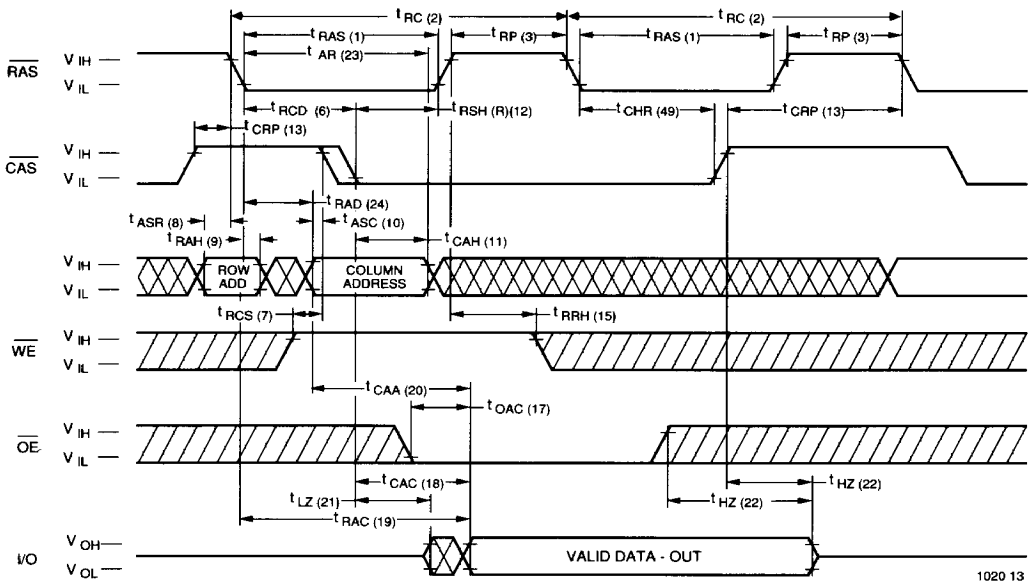 t RC (2) t RC (2)
t RAS (1) t RP (3) t RAS (1) t RP (3)
t AR (23)
RAS V IH
V IL
t RCD (6) t RSH (R)(12) t CHR (49) t CRP (13)
t CRP (13)
CAS V IH
V IL
t RAD (24)
t ASR (8) t ASC (10)
t RAH (9) t CAH (11)
V IH ROW ADD COLUMN ADDRESS
V IL
t RCS (7) t RRH (15)
WE V IH
V IL
t CAA (20)
t OAC (17)
OE V IH
V IL
t CAC (18)
t LZ (21) t HZ (22) t HZ (22)
t RAC (19)
I/O V OH VALID DATA - OUT
V OL
1020 13